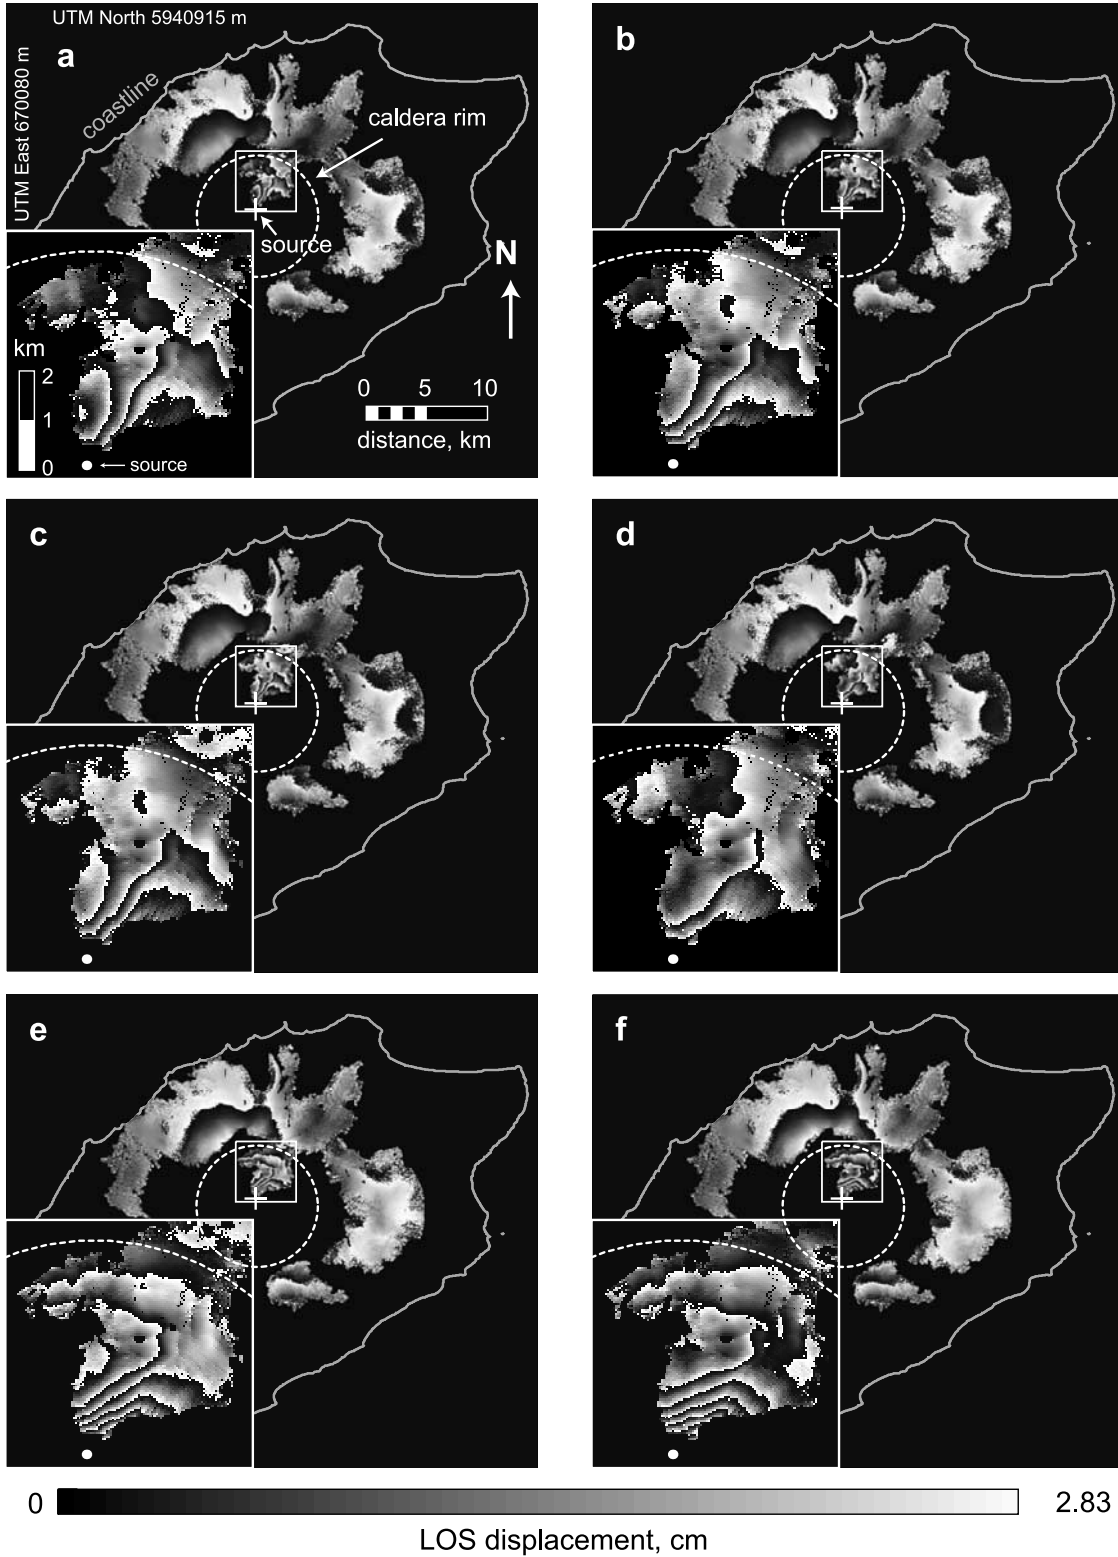 UTM North 5940915 m
UTM East 670080 m
a
coastline
caldera rim
source
N
km
2
1
0
source
0 5 10
distance, km
b
c
d
e
f
0 2.83
LOS displacement, cm